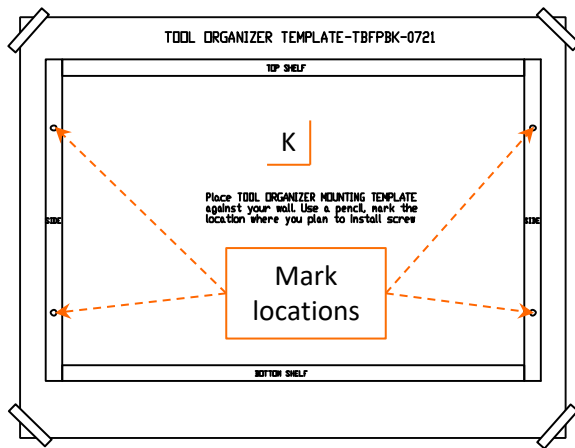 TOOL ORGANIZER TEMPLATE-TBFPBK-0721
TOP SHELF
K
Place TOOL ORGANIZER MOUNTING TEMPLATE
against your wall. Use a pencil, mark the
location where you plan to install screw
SIDE
SIDE
Mark
locations
BOTTOM SHELF